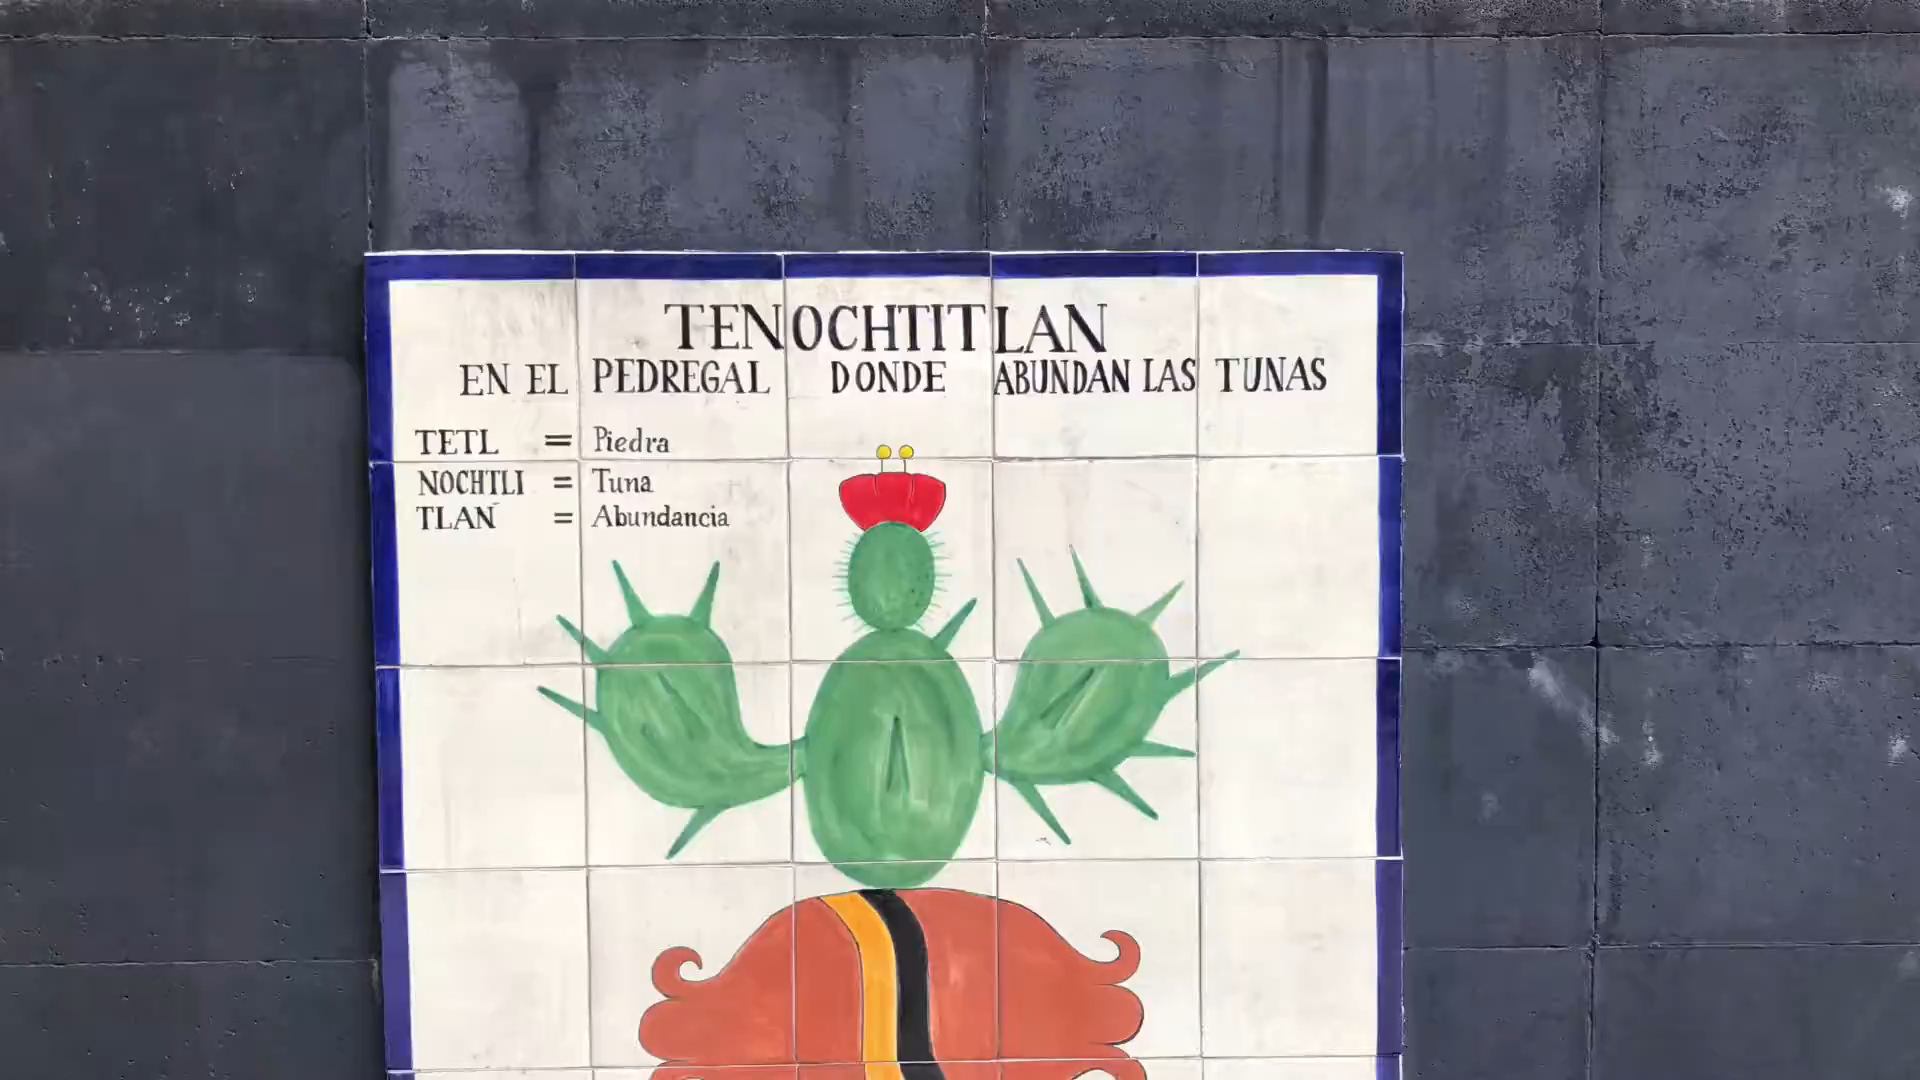 TENOCHTITLAN
EN EL PEDREGAL DONDE ABUNDAN LAS TUNAS
TETL = Piedra
NOCHTLI = Tuna
TLAN = Abundancia